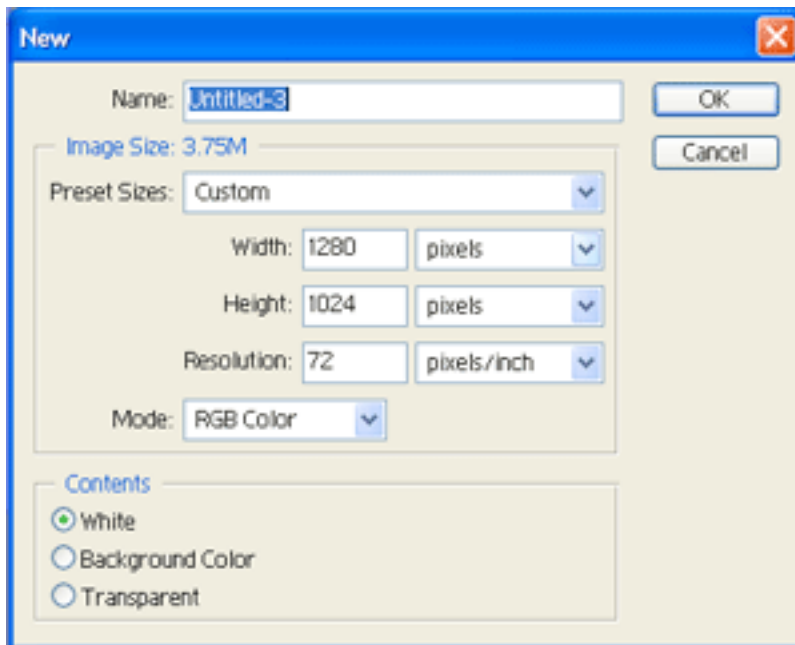 New
Name: Untitled-3
OK
Image Size: 3.75M
Cancel
Preset Sizes: Custom
Width: 1280 pixels
Height: 1024 pixels
Resolution: 72 pixels/inch
Mode: RGB Color
Contents
White
Background Color
Transparent